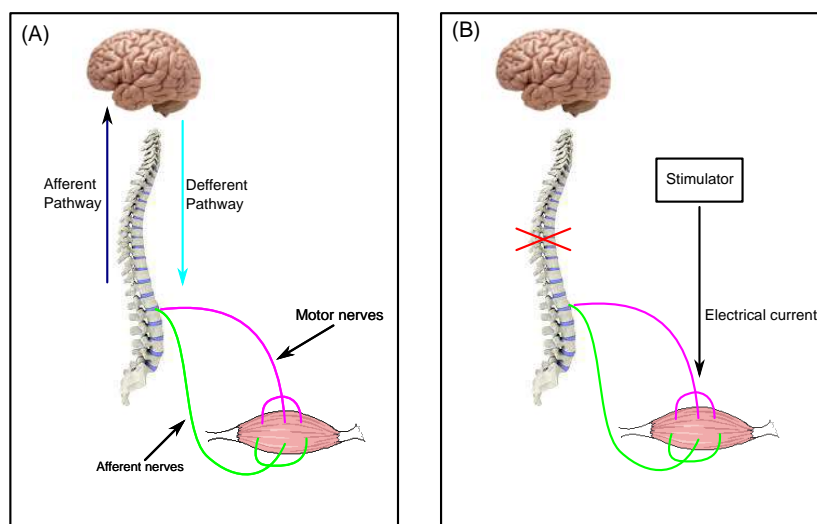 (A)
Afferent
Pathway
Defferent
Pathway
Motor nerves
Afferent nerves
(B)
Stimulator
Electrical current